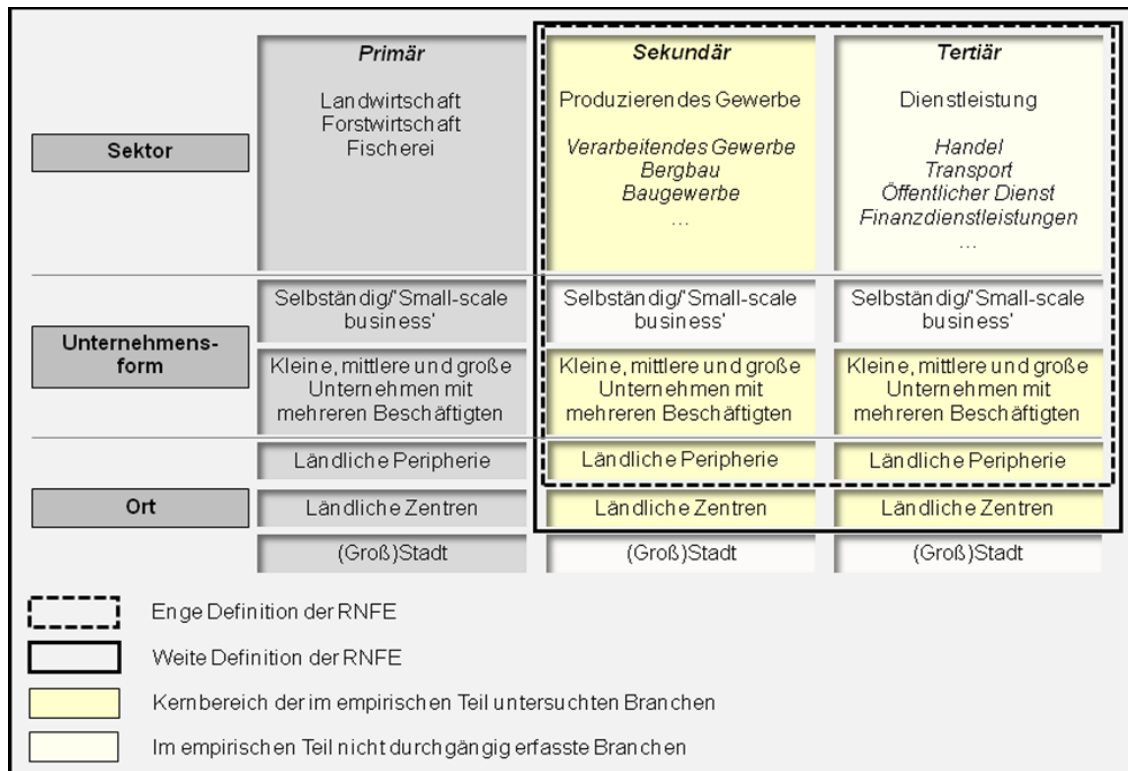 Primär
Landwirtschaft
Forstwirtschaft
Fischerei
Sekundär
Produzierendes Gewerbe
Verarbeitendes Gewerbe
Bergbau
Baugewerbe
...
Tertiär
Dienstleistung
Handel
Transport
Öffentlicher Dienst
Finanzdienstleistungen
...
Sektor
Unternehmens-
form
Selbständig/'Small-scale
business'
Selbständig/'Small-scale
business'
Selbständig/'Small-scale
business'
Kleine, mittlere und große
Unternehmen mit
mehreren Beschäftigten
Kleine, mittlere und große
Unternehmen mit
mehreren Beschäftigten
Kleine, mittlere und große
Unternehmen mit
mehreren Beschäftigten
Ort
Ländliche Peripherie
Ländliche Peripherie
Ländliche Peripherie
Ländliche Zentren
Ländliche Zentren
Ländliche Zentren
(Groß)Stadt
(Groß)Stadt
(Groß)Stadt
Enge Definition der RNFE
Weite Definition der RNFE
Kernbereich der im empirischen Teil untersuchten Branchen
Im empirischen Teil nicht durchgängig erfasste Branchen